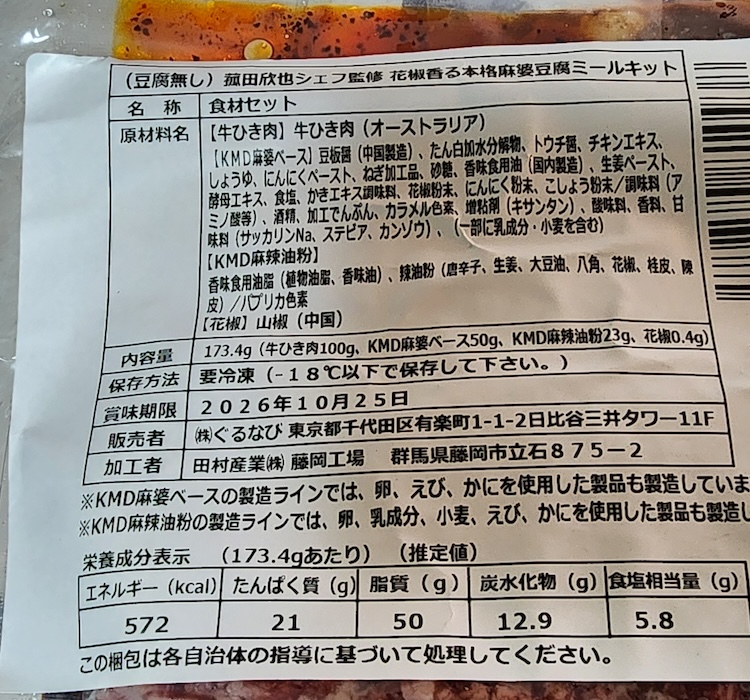 (豆腐無し)菰田欣也シェフ監修 花椒香る本格麻婆豆腐ミールキット
名 称 食材セット
原材料名 【牛ひき肉】牛ひき肉(オーストラリア)
【KMD麻婆ベース】豆板醤(中国製造)、たん白加水分解物、トウチ醤、チキンエキス、
しょうゆ、にんにくペースト、ねぎ加工品、砂糖、香味食用油(国内製造)、生姜ペースト、
酵母エキス、食塩、かきエキス調味料、花椒粉末、にんにく粉末、こしょう粉末/調味料(ア
ミノ酸等)、酒精、加工でんぷん、カラメル色素、増粘剤(キサンタン)、酸味料、香料、甘
味料(サッカリンNa、ステビア、カンゾウ)、(一部に乳成分・小麦を含む)
【KMD麻辣油粉】
香味食用油脂(植物油脂、香味油)、辣油粉(唐辛子、生姜、大豆油、八角、花椒、桂皮、陳
皮)/パプリカ色素
【花椒】山椒(中国)
内容量 173.4g(牛ひき肉100g、KMD麻婆ベース50g、KMD麻辣油粉23g、花椒0.4g)
保存方法 要冷凍(-18℃以下で保存して下さい。)
賞味期限 2026年10月25日
販売者 ㈱ぐるなび 東京都千代田区有楽町1-1-2日比谷三井タワー11F
加工者 田村産業㈱ 藤岡工場 群馬県藤岡市立石875-2
※KMD麻婆ベースの製造ラインでは、卵、えび、かにを使用した製品も製造していま
※KMD麻辣油粉の製造ラインでは、卵、乳成分、小麦、えび、かにを使用した製品も製造し
栄養成分表示 (173.4gあたり)(推定値)
エネルギー(kcal) たんぱく質(g) 脂質(g) 炭水化物(g) 食塩相当量(g)
572 21 50 12.9 5.8
この梱包は各自治体の指導に基づいて処理してください。